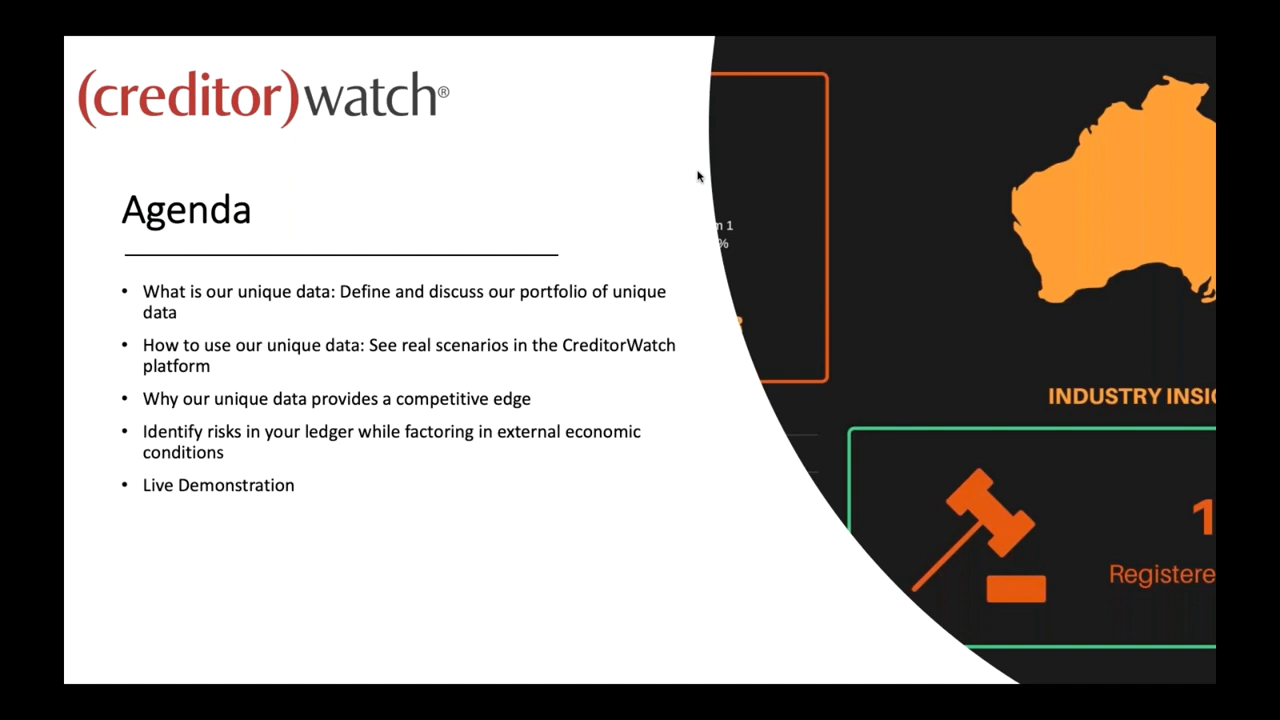 (creditor)watch®
Agenda
• What is our unique data: Define and discuss our portfolio of unique
data
• How to use our unique data: See real scenarios in the CreditorWatch
platform
• Why our unique data provides a competitive edge
• Identify risks in your ledger while factoring in external economic
conditions
• Live Demonstration
1
%
INDUSTRY INSI
1
Registere